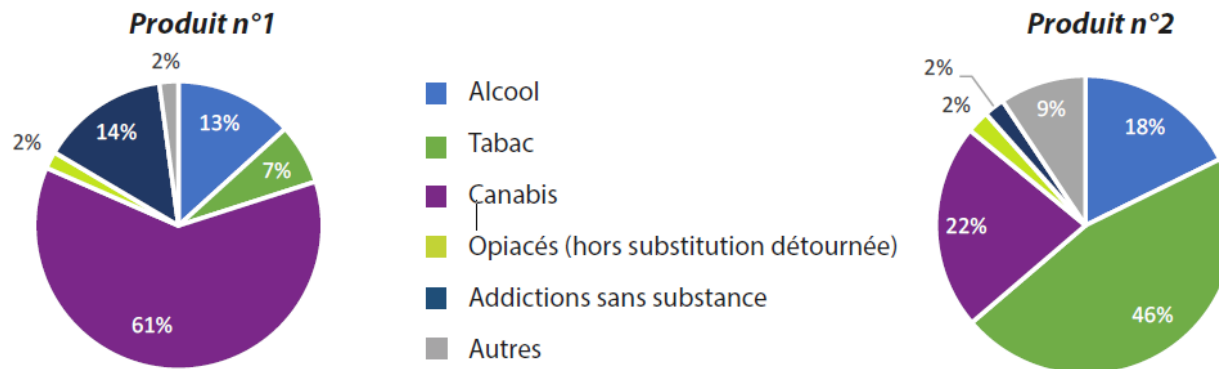 Produit n°1
2%
13%
14%
2%
7%
61%
Alcool
Tabac
Canabis
Opiacés (hors substitution détournée)
Addictions sans substance
Autres
Produit n°2
2%
2%
9%
18%
22%
46%